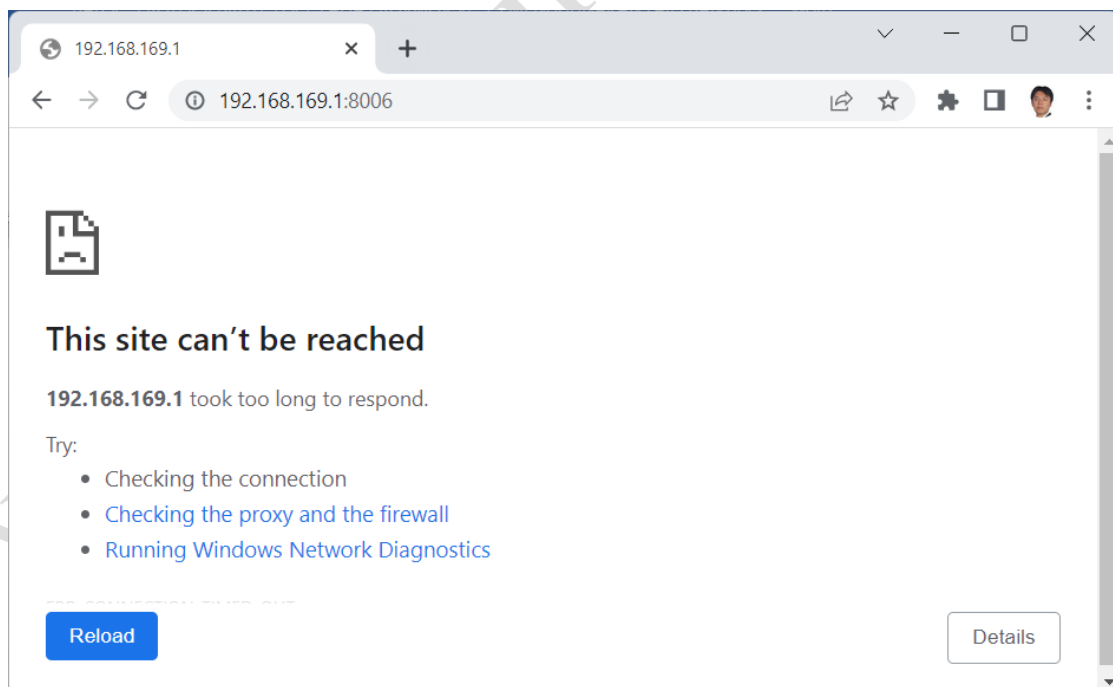 192.168.169.1
192.168.169.1:8006
This site can’t be reached
192.168.169.1 took too long to respond.
Try:
Checking the connection
Checking the proxy and the firewall
Running Windows Network Diagnostics
Reload
Details